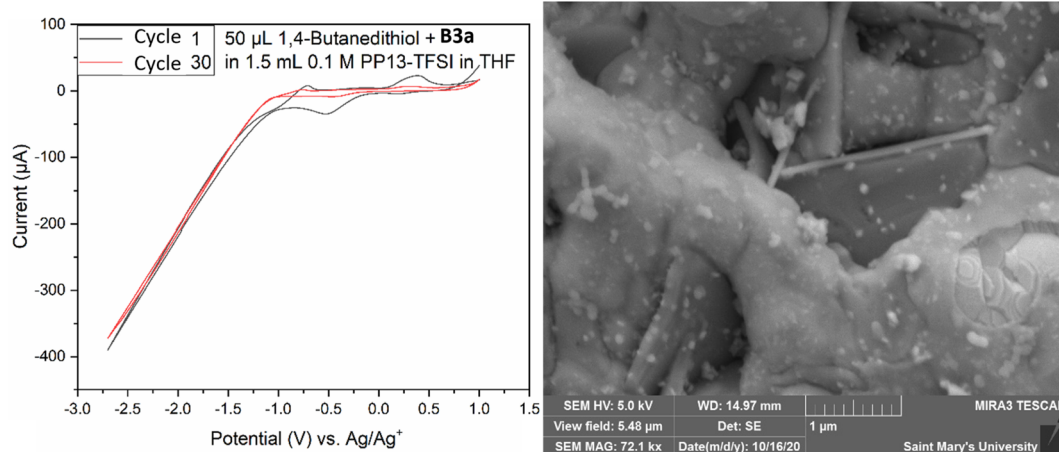 100
0
-100
-200
-300
-400
Current (µA)
Cycle 1 50 µL 1,4-Butanedithiol + B3a
Cycle 30 in 1.5 mL 0.1 M PP13-TFSI in THF
-3.0 -2.5 -2.0 -1.5 -1.0 -0.5 0.0 0.5 1.0 1.5
Potential (V) vs. Ag/Ag⁺
SEM HV: 5.0 kV WD: 14.97 mm MIRA3 TESCAN
View field: 5.48 µm Det: SE 1 µm
SEM MAG: 72.1 kx Date(m/d/y): 10/16/20 Saint Mary's University